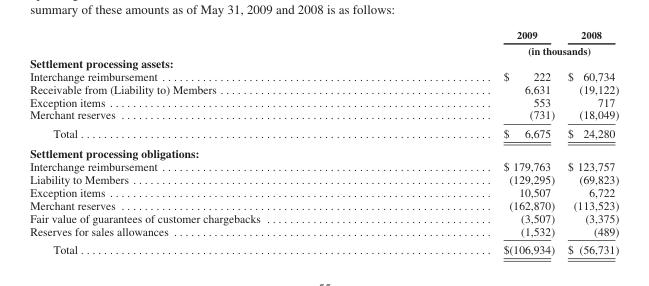 summary of these amounts as of May 31, 2009 and 2008 is as follows:
2009 2008
(in thousands)
Settlement processing assets:
Interchange reimbursement $ 222 $ 60,734
Receivable from (Liability to) Members 6,631 (19,122)
Exception items 553 717
Merchant reserves (731) (18,049)
Total $ 6,675 $ 24,280
Settlement processing obligations:
Interchange reimbursement $ 179,763 $ 123,757
Liability to Members (129,295) (69,823)
Exception items 10,507 6,722
Merchant reserves (162,870) (113,523)
Fair value of guarantees of customer chargebacks (3,507) (3,375)
Reserves for sales allowances (1,532) (489)
Total $(106,934) $ (56,731)